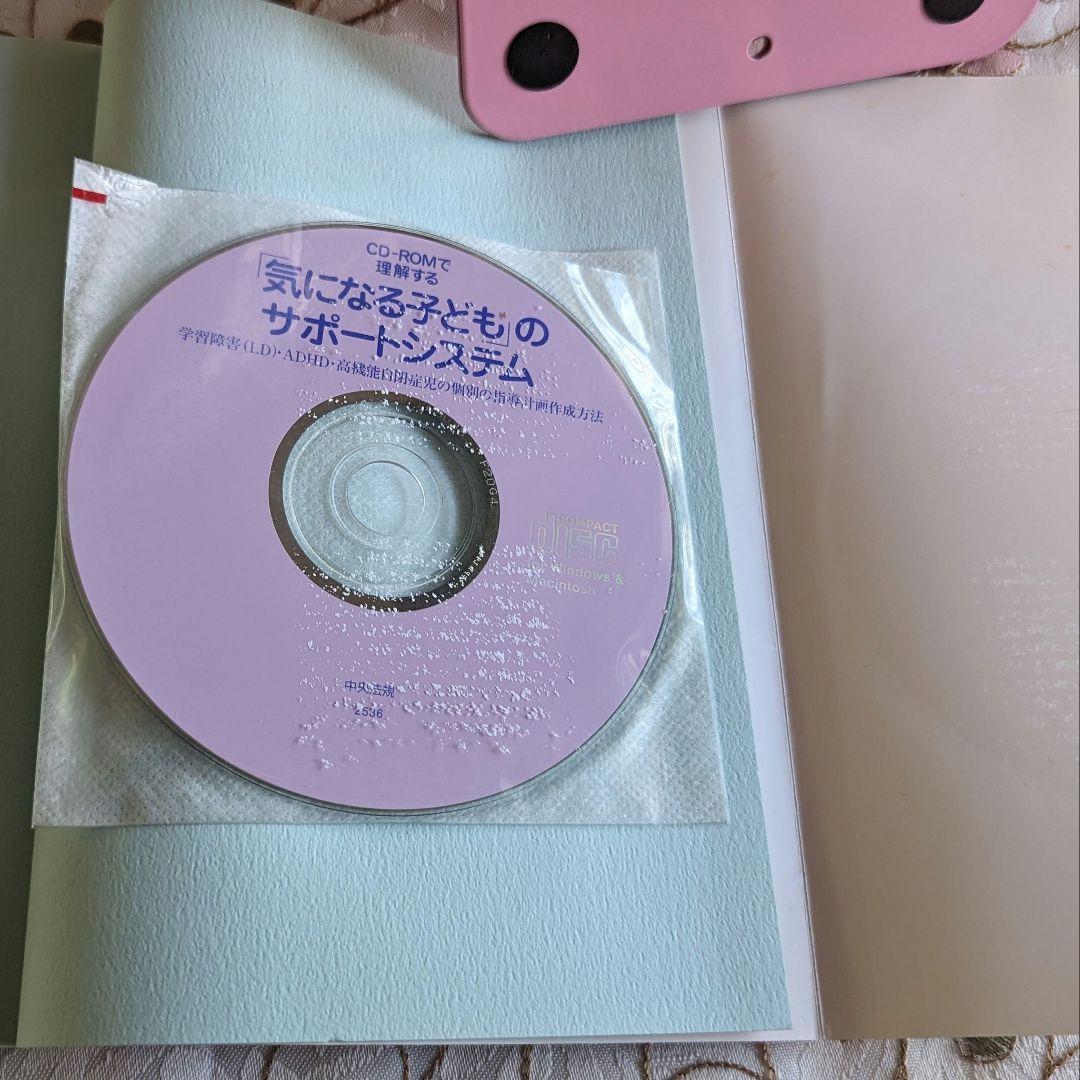 CD-ROMで
理解する
「気になる子ども」の
サポートシステム
学習障害(LD)・ADHD・高機能自閉症児の個別の指導計画作成方法
F20G4
COMPACT
disc
for Windows &
Macintosh
中央法規
2536